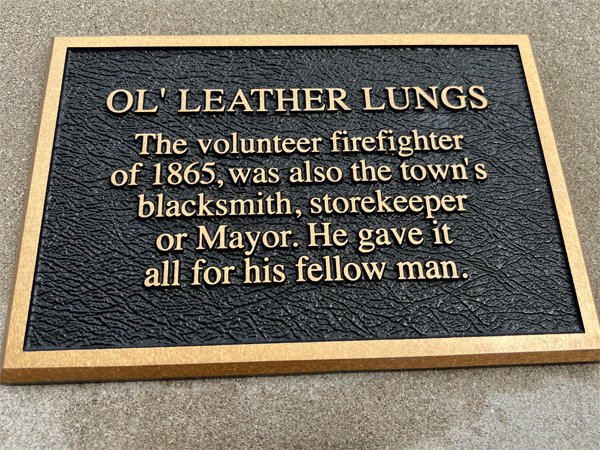 OL' LEATHER LUNGS
The volunteer firefighter
of 1865, was also the town's
blacksmith, storekeeper
or Mayor. He gave it
all for his fellow man.